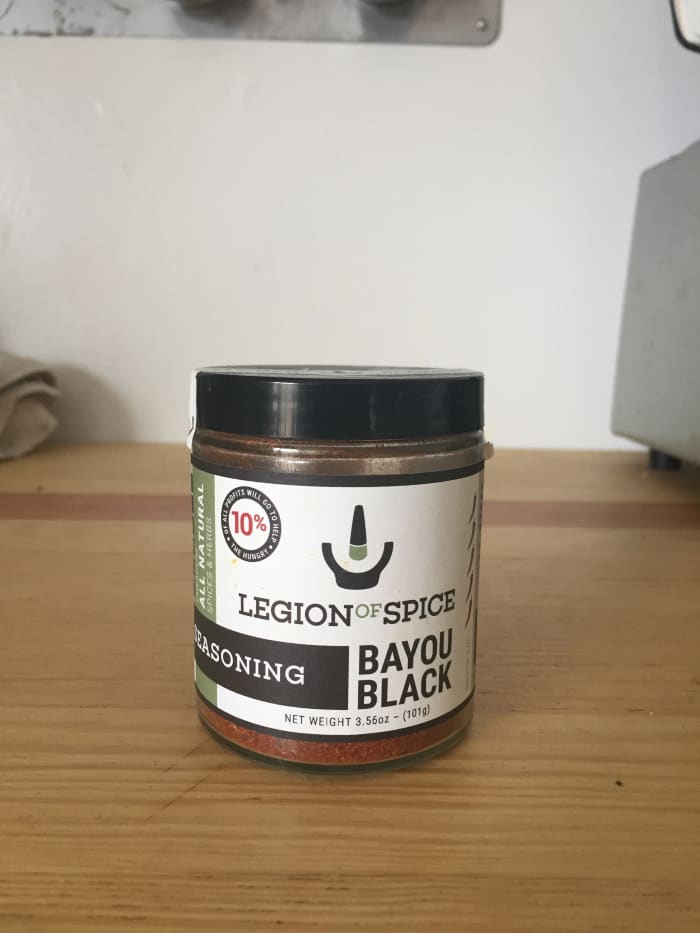 ALL NATURAL
SPICES & HERBS
OF ALL PROFITS WILL GO TO HELP
10%
• THE HUNGRY •
LEGION OF SPICE
SEASONING
BAYOU
BLACK
NET WEIGHT 3.56oz – (101g)